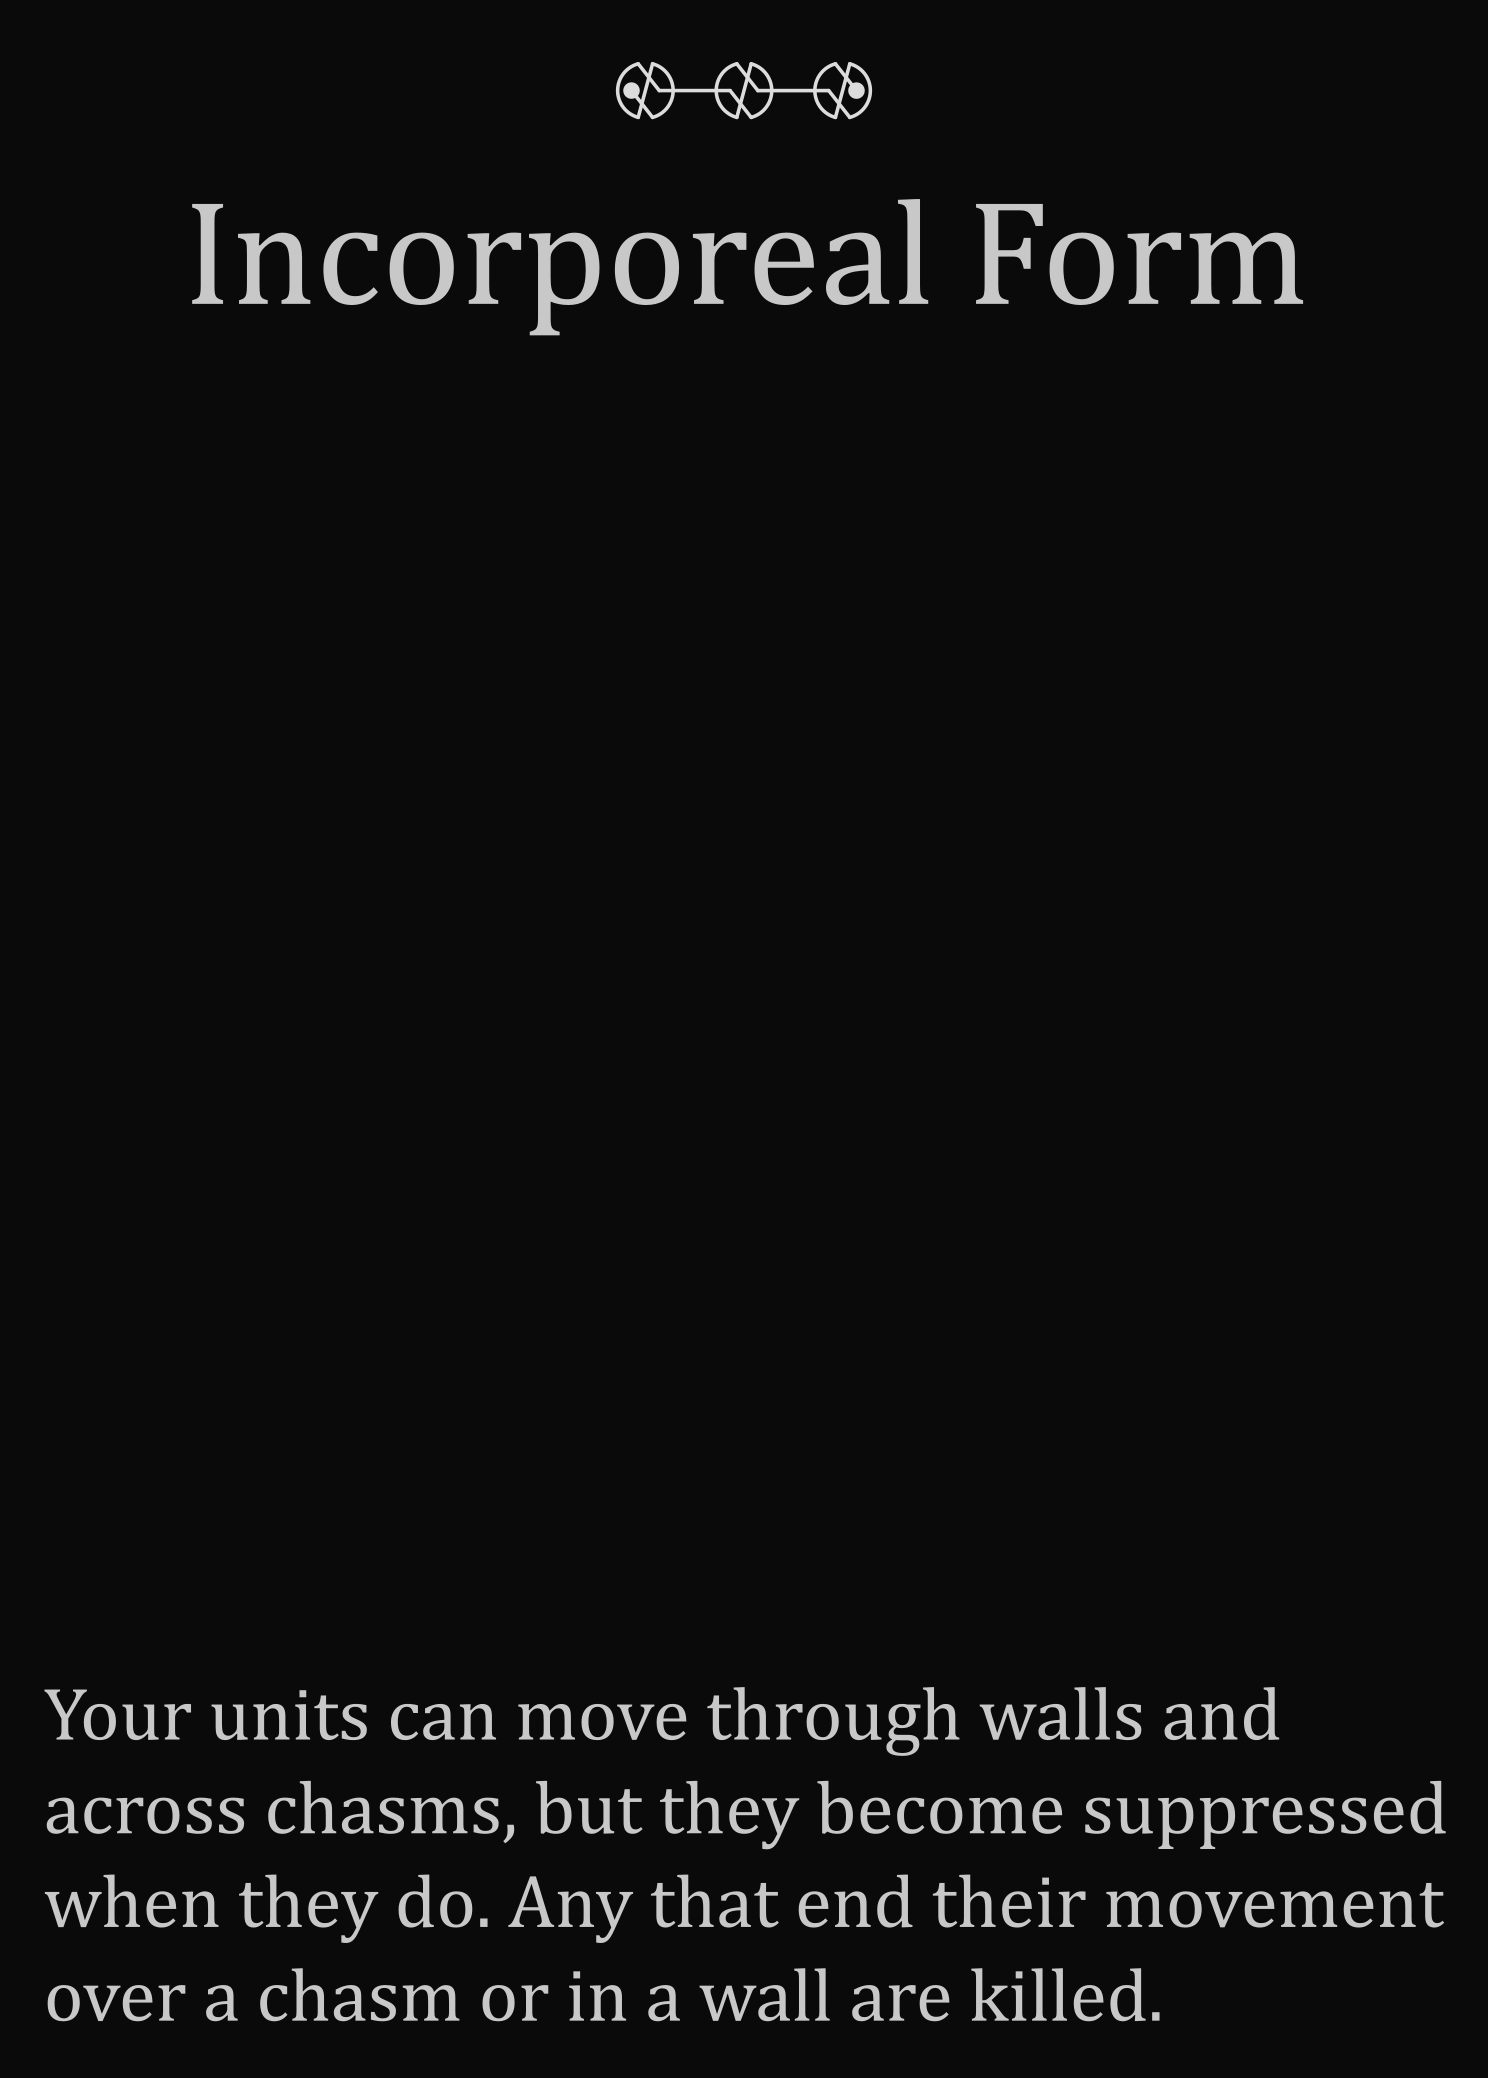 Incorporeal Form
Your units can move through walls and
across chasms, but they become suppressed
when they do. Any that end their movement
over a chasm or in a wall are killed.